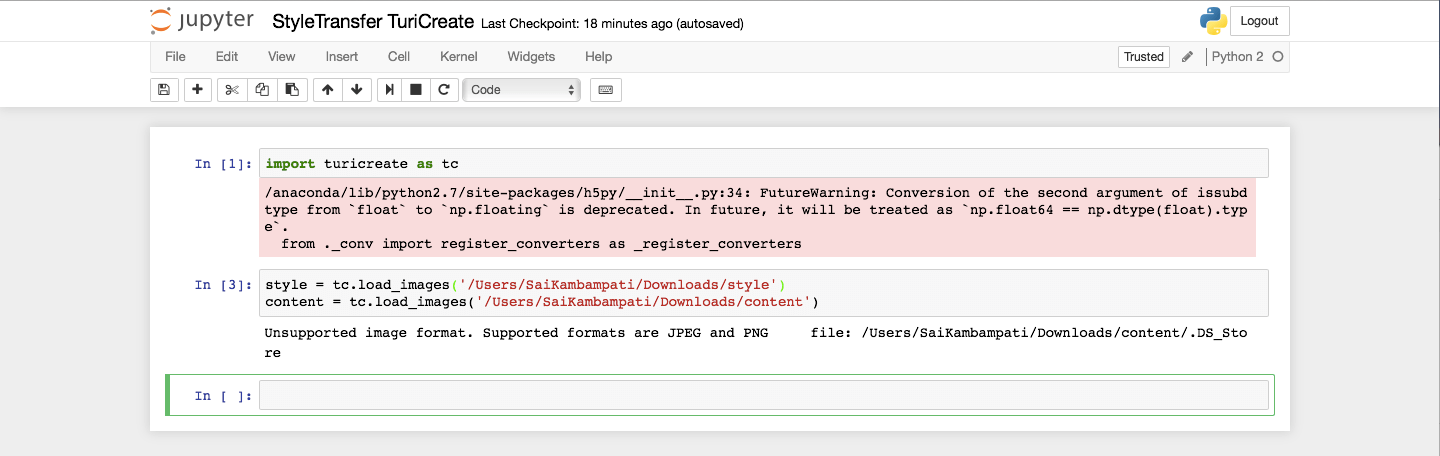 jupyter StyleTransfer TuriCreate Last Checkpoint: 18 minutes ago (autosaved) Logout
File Edit View Insert Cell Kernel Widgets Help Trusted Python 2
Code
In [1]: import turicreate as tc
/anaconda/lib/python2.7/site-packages/h5py/__init__.py:34: FutureWarning: Conversion of the second argument of issubd
type from `float` to `np.floating` is deprecated. In future, it will be treated as `np.float64 == np.dtype(float).typ
e`.
from ._conv import register_converters as _register_converters
In [3]: style = tc.load_images('/Users/SaiKambampati/Downloads/style')
content = tc.load_images('/Users/SaiKambampati/Downloads/content')
Unsupported image format. Supported formats are JPEG and PNG file: /Users/SaiKambampati/Downloads/content/.DS_Sto
re
In [ ]: